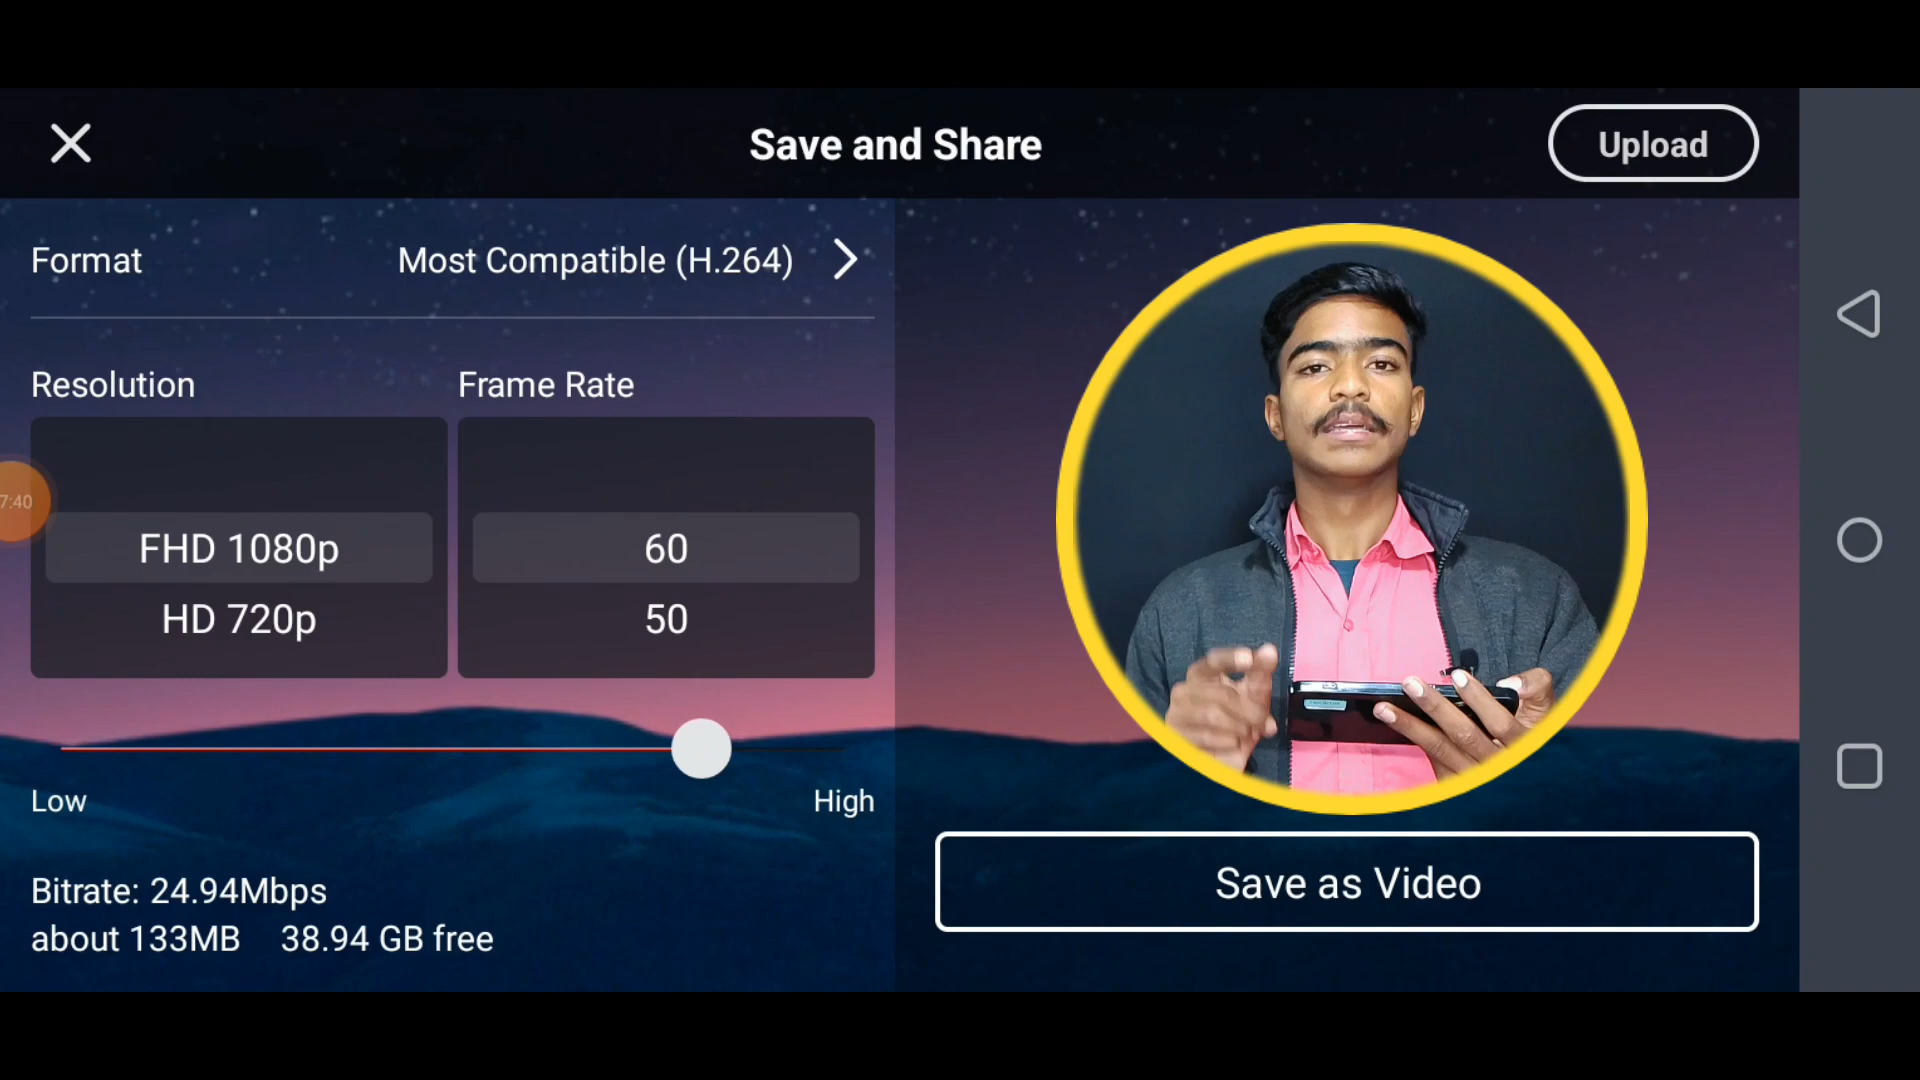 Save and Share
Upload
Format
Most Compatible (H.264)
Resolution
Frame Rate
7:40
FHD 1080p
60
HD 720p
50
Low
High
Bitrate: 24.94Mbps
about 133MB 38.94 GB free
Save as Video